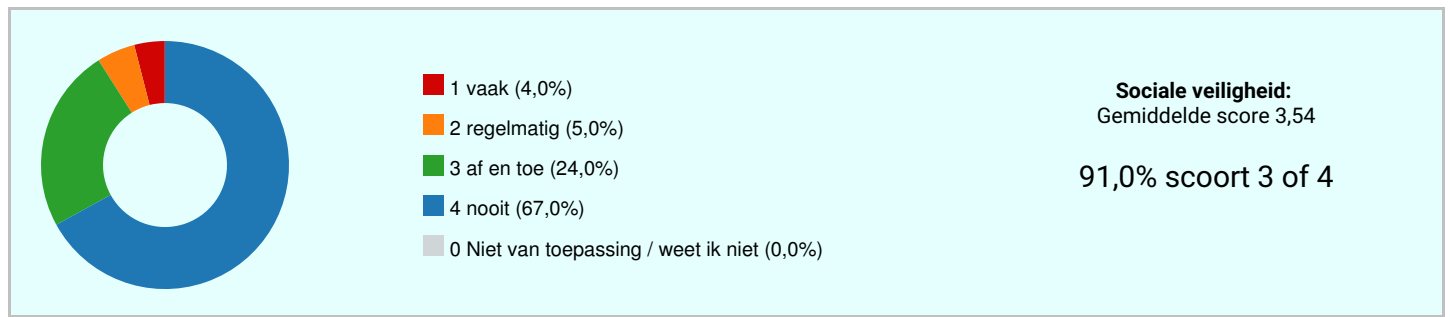 1 vaak (4,0%)
2 regelmatig (5,0%)
3 af en toe (24,0%)
4 nooit (67,0%)
0 Niet van toepassing / weet ik niet (0,0%)
Sociale veiligheid:
Gemiddelde score 3,54
91,0% scoort 3 of 4